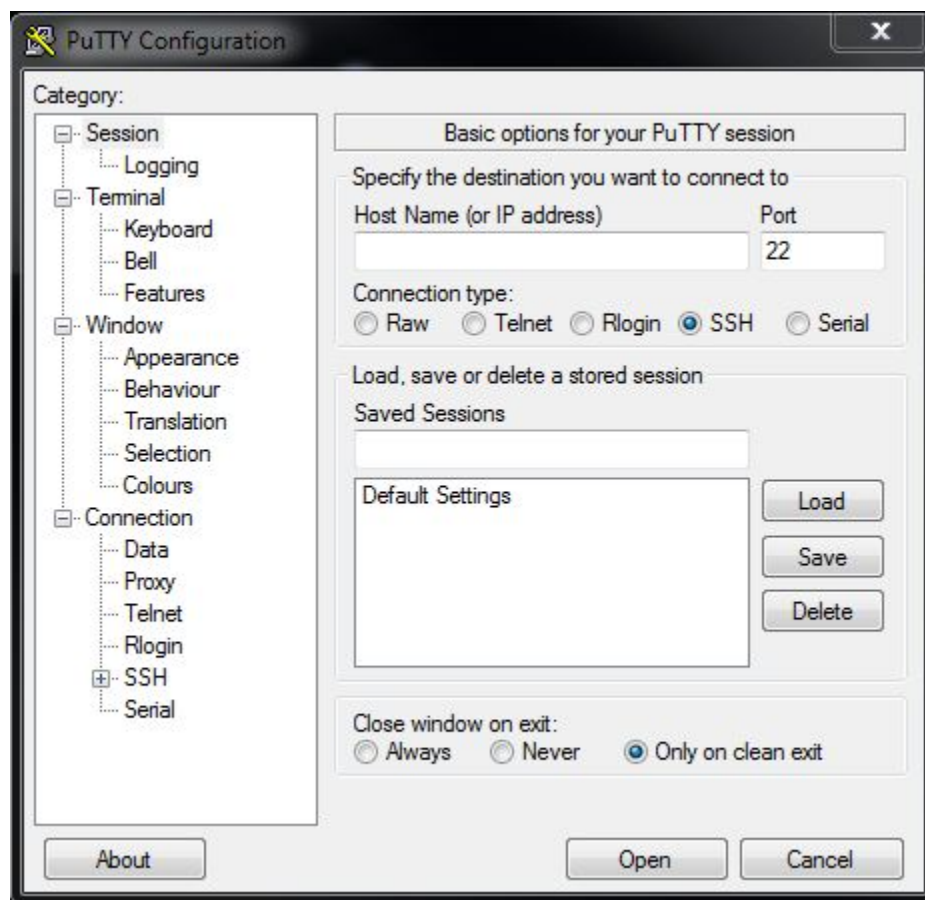 PuTTY Configuration
x
Category:
Session
Logging
Terminal
Keyboard
Bell
Features
Window
Appearance
Behaviour
Translation
Selection
Colours
Connection
Data
Proxy
Telnet
Rlogin
SSH
Serial
Basic options for your PuTTY session
Specify the destination you want to connect to
Host Name (or IP address) Port
22
Connection type:
Raw Telnet Rlogin SSH Serial
Load, save or delete a stored session
Saved Sessions
Default Settings
Load
Save
Delete
Close window on exit:
Always Never Only on clean exit
About Open Cancel